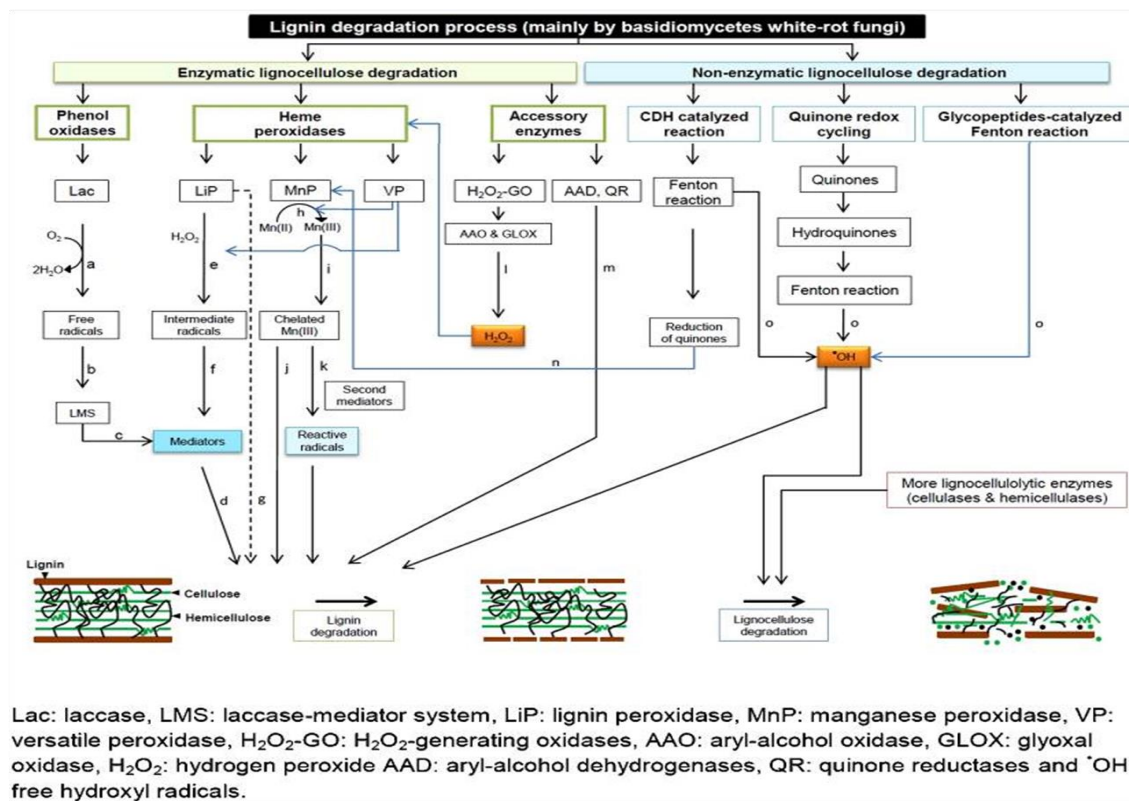 Lignin degradation process (mainly by basidiomycetes white-rot fungi)
Enzymatic lignocellulose degradation
Non-enzymatic lignocellulose degradation
Phenol
oxidases
Heme
peroxidases
Accessory
enzymes
CDH catalyzed
reaction
Quinone redox
cycling
Glycopeptides-catalyzed
Fenton reaction
Lac
LiP
MnP
VP
H₂O₂-GO
AAD, QR
Fenton
reaction
Quinones
h
Mn(II)
Mn(III)
O₂
2H₂O
a
H₂O₂
e
i
AAO & GLOX
l
m
Hydroquinones
Fenton reaction
Free
radicals
Intermediate
radicals
Chelated
Mn(III)
H₂O₂
Reduction
of quinones
o
o
o
•OH
b
f
j
k
n
Second
mediators
LMS
c
Mediators
Reactive
radicals
d
g
More lignocellulolytic enzymes
(cellulases & hemicellulases)
Lignin
Cellulose
Hemicellulose
Lignin
degradation
Lignocellulose
degradation
Lac: laccase, LMS: laccase-mediator system, LiP: lignin peroxidase, MnP: manganese peroxidase, VP:
versatile peroxidase, H₂O₂-GO: H₂O₂-generating oxidases, AAO: aryl-alcohol oxidase, GLOX: glyoxal
oxidase, H₂O₂: hydrogen peroxide AAD: aryl-alcohol dehydrogenases, QR: quinone reductases and •OH
free hydroxyl radicals.